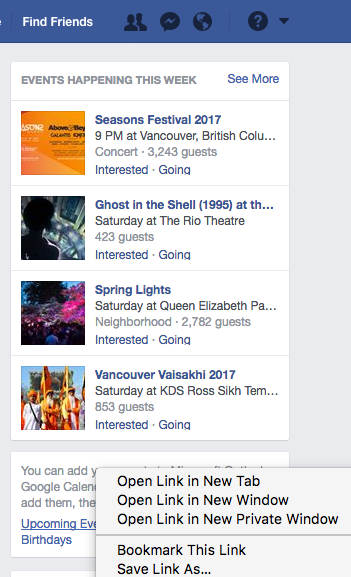 Find Friends
EVENTS HAPPENING THIS WEEK
See More
Seasons Festival 2017
9 PM at Vancouver, British Colu...
Concert · 3,243 guests
Interested · Going
Ghost in the Shell (1995) at th...
Saturday at The Rio Theatre
423 guests
Interested · Going
Spring Lights
Saturday at Queen Elizabeth Pa...
Neighborhood · 2,782 guests
Interested · Going
Vancouver Vaisakhi 2017
Saturday at KDS Ross Sikh Tem...
853 guests
Interested · Going
You can add
Google Cale
add them, the
Upcoming Eve
Birthdays
Open Link in New Tab
Open Link in New Window
Open Link in New Private Window
Bookmark This Link
Save Link As...